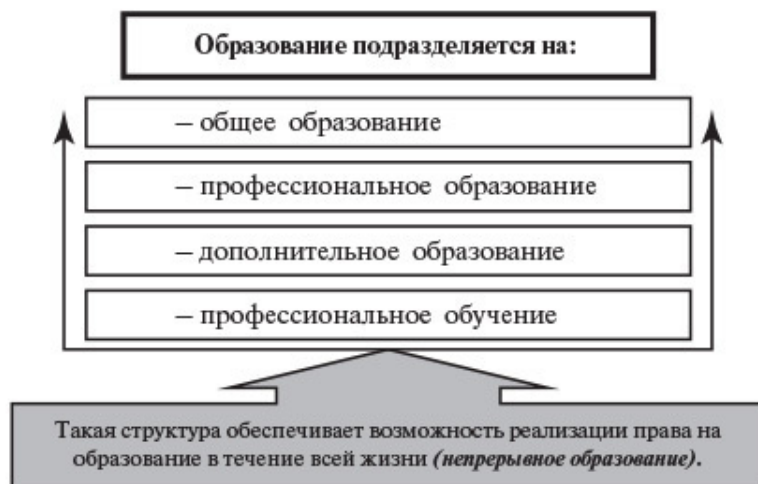 Образование подразделяется на:
– общее образование
– профессиональное образование
– дополнительное образование
– профессиональное обучение
Такая структура обеспечивает возможность реализации права на
образование в течение всей жизни (непрерывное образование).